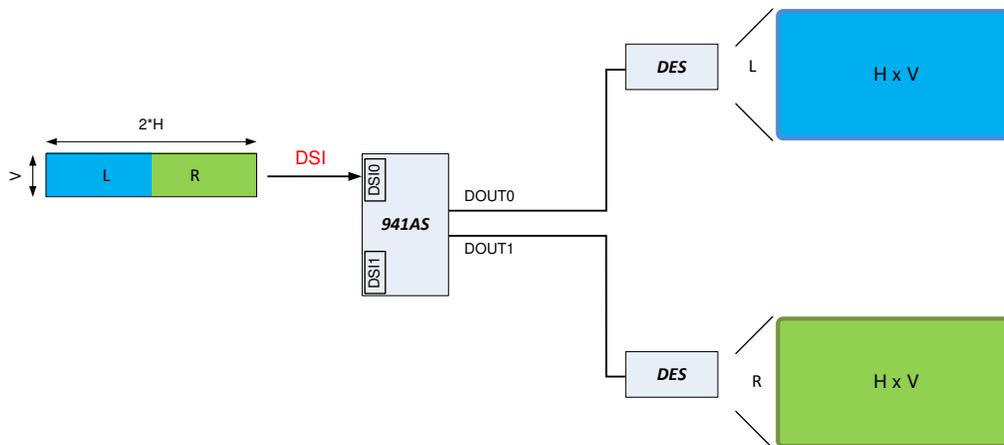 2*H
V
L
R
DSI
DSI0
941AS
DSI1
DOUT0
DOUT1
DES
L
H x V
DES
R
H x V